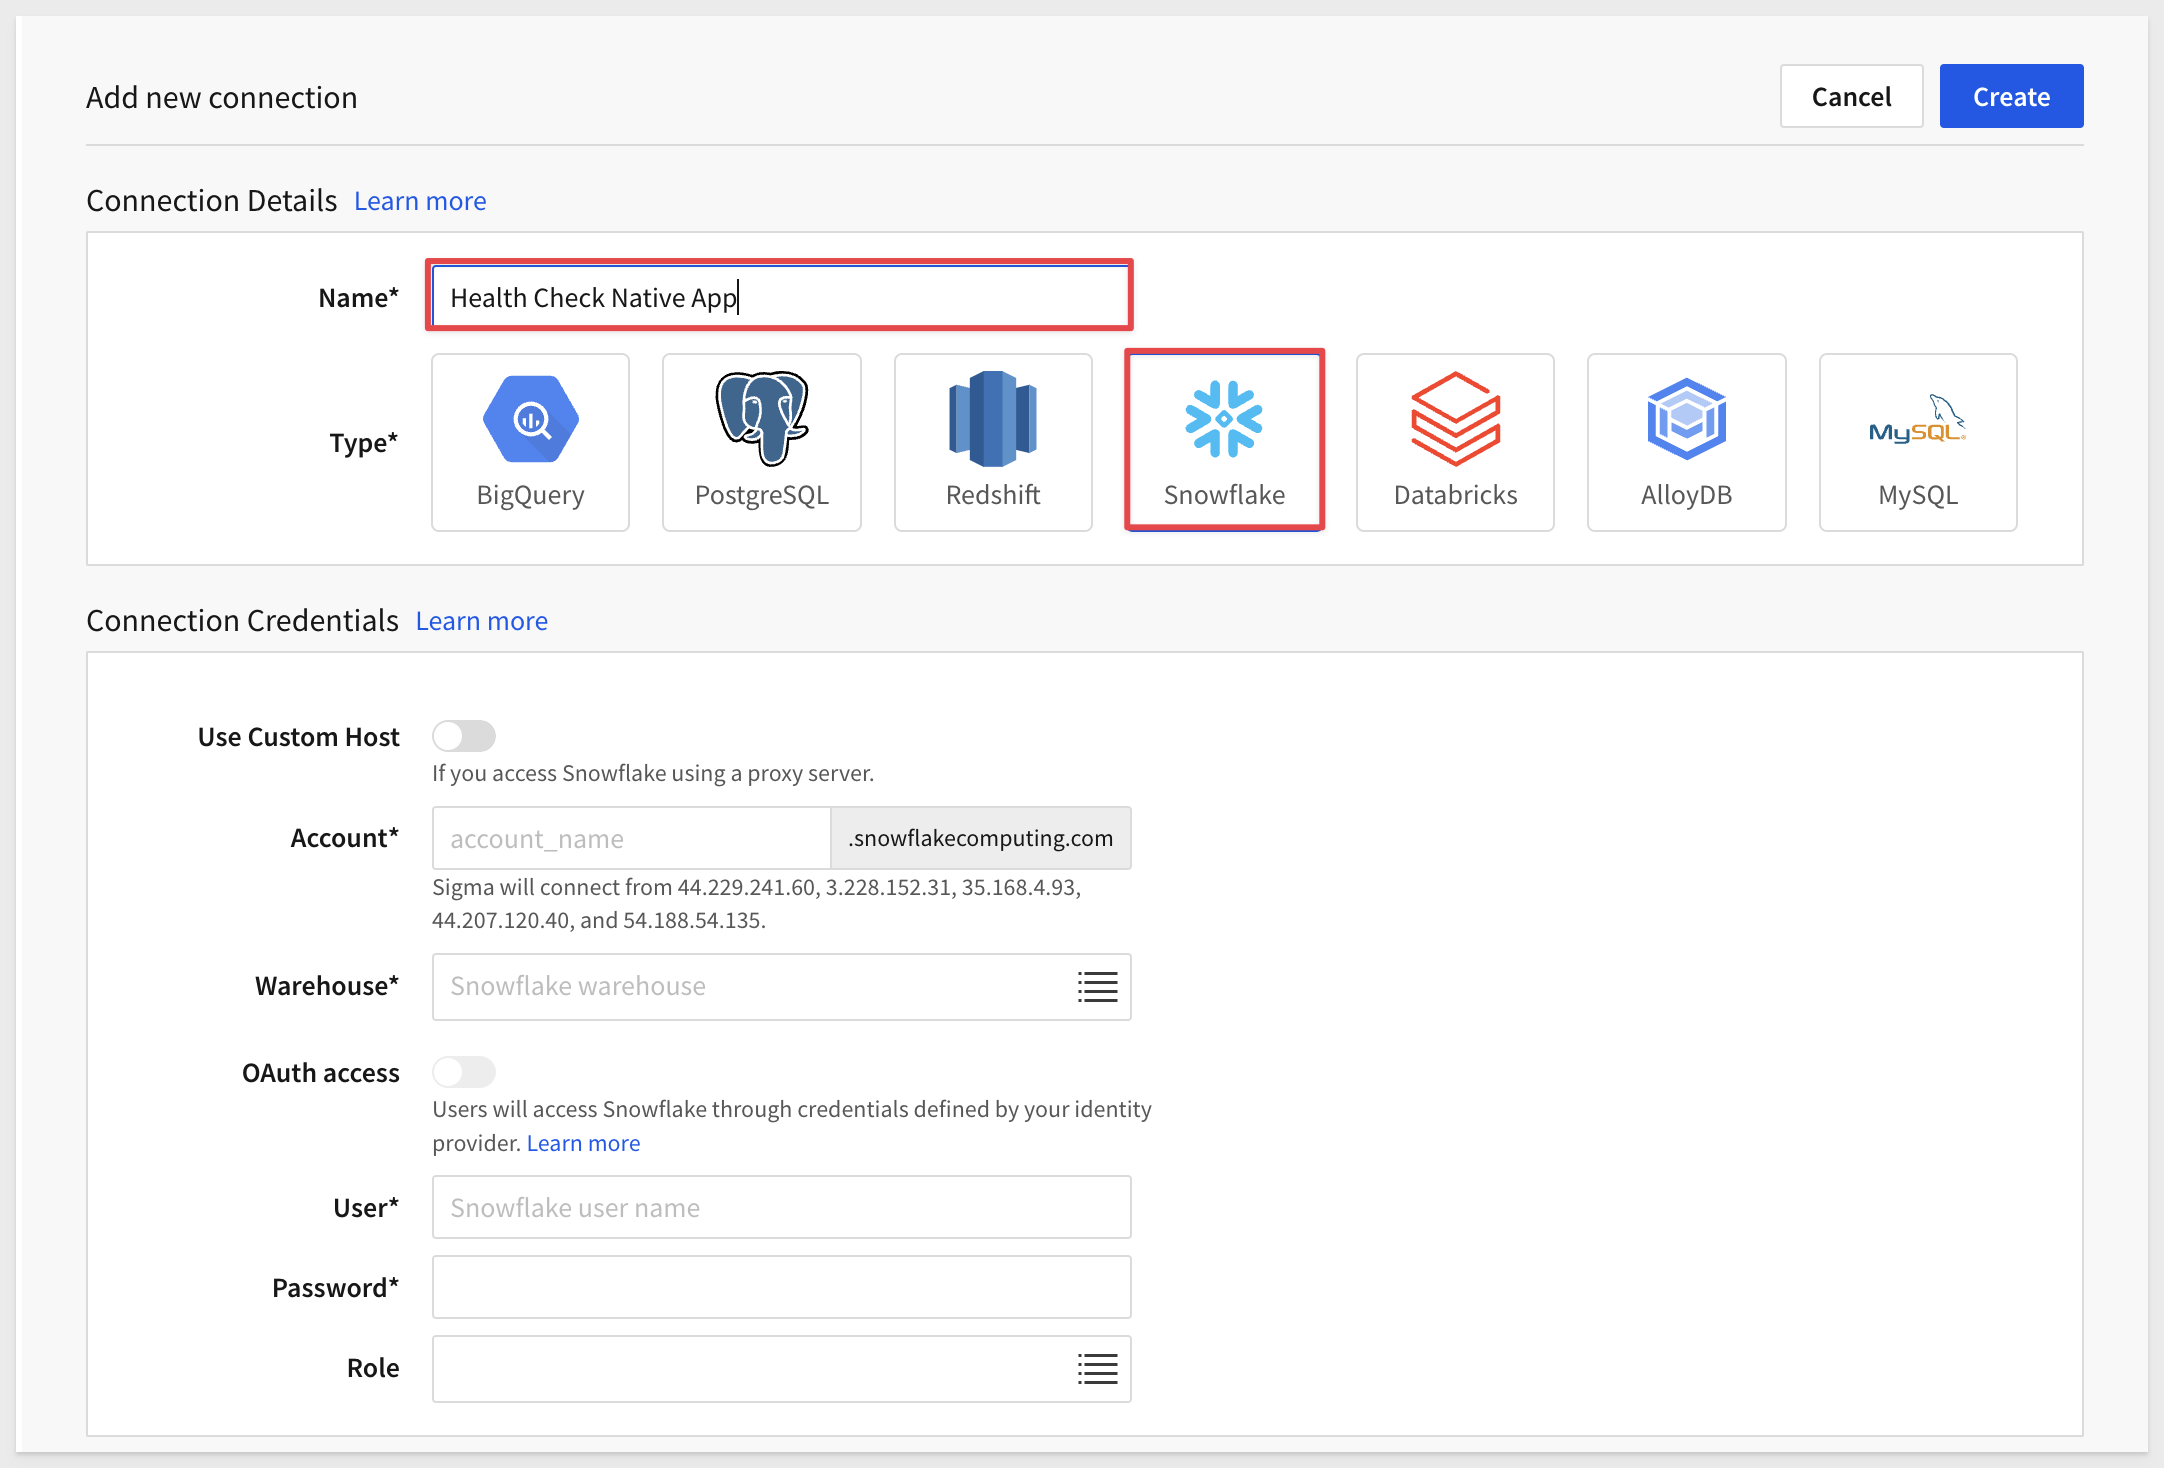 Add new connection
Cancel
Create
Connection Details Learn more
Name*
Health Check Native App
Type*
BigQuery
PostgreSQL
Redshift
Snowflake
Databricks
AlloyDB
MySQL
MySQL
Connection Credentials Learn more
Use Custom Host
If you access Snowflake using a proxy server.
Account*
account_name
.snowflakecomputing.com
Sigma will connect from 44.229.241.60, 3.228.152.31, 35.168.4.93,
44.207.120.40, and 54.188.54.135.
Warehouse*
Snowflake warehouse
OAuth access
Users will access Snowflake through credentials defined by your identity
provider. Learn more
User*
Snowflake user name
Password*
Role